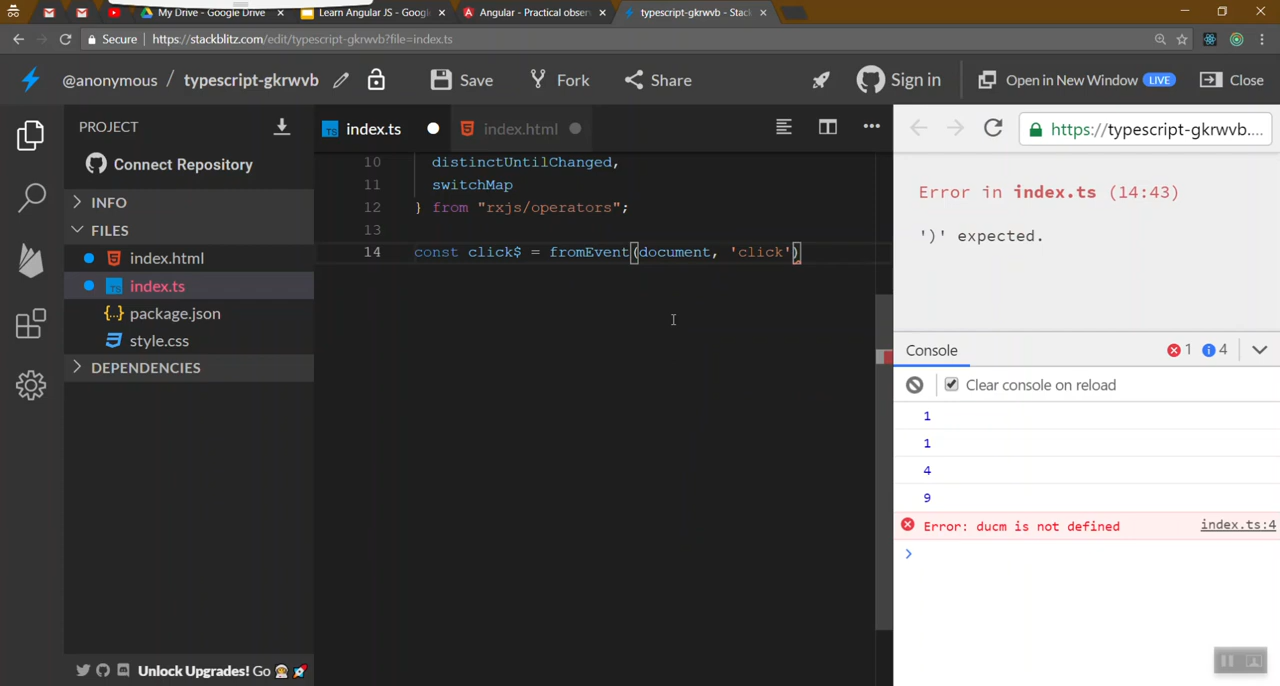 My Drive - Google Drive
Learn Angular JS - Googl
Angular - Practical obser
typescript-gkrwvb - Stac
Secure
https://stackblitz.com/edit/typescript-gkrwvb?file=index.ts
@anonymous / typescript-gkrwvb
Save
Fork
Share
Sign in
Open in New Window LIVE
Close
PROJECT
Connect Repository
INFO
FILES
index.html
index.ts
package.json
style.css
DEPENDENCIES
Unlock Upgrades! Go
TS index.ts
index.html
10 distinctUntilChanged,
11 switchMap
12 } from "rxjs/operators";
13
14 const click$ = fromEvent(document, 'click')
https://typescript-gkrwvb....
Error in index.ts (14:43)
')' expected.
Console
1
4
Clear console on reload
1
1
4
9
Error: ducm is not defined index.ts:4